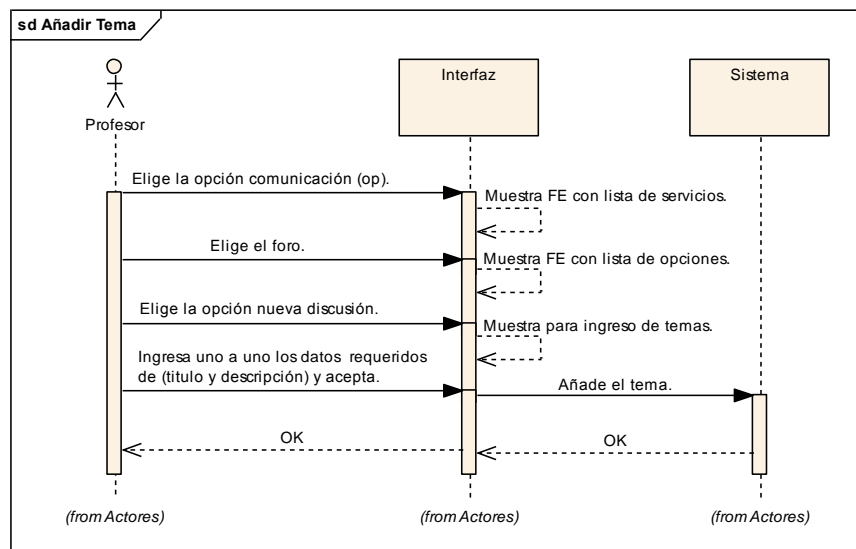 sd Añadir Tema
Profesor
Interfaz
Sistema
Elige la opción comunicación (op).
Muestra FE con lista de servicios.
Elige el foro.
Muestra FE con lista de opciones.
Elige la opción nueva discusión.
Muestra para ingreso de temas.
Ingresa uno a uno los datos requeridos
de (titulo y descripción) y acepta.
Añade el tema.
OK
OK
(from Actores)
(from Actores)
(from Actores)